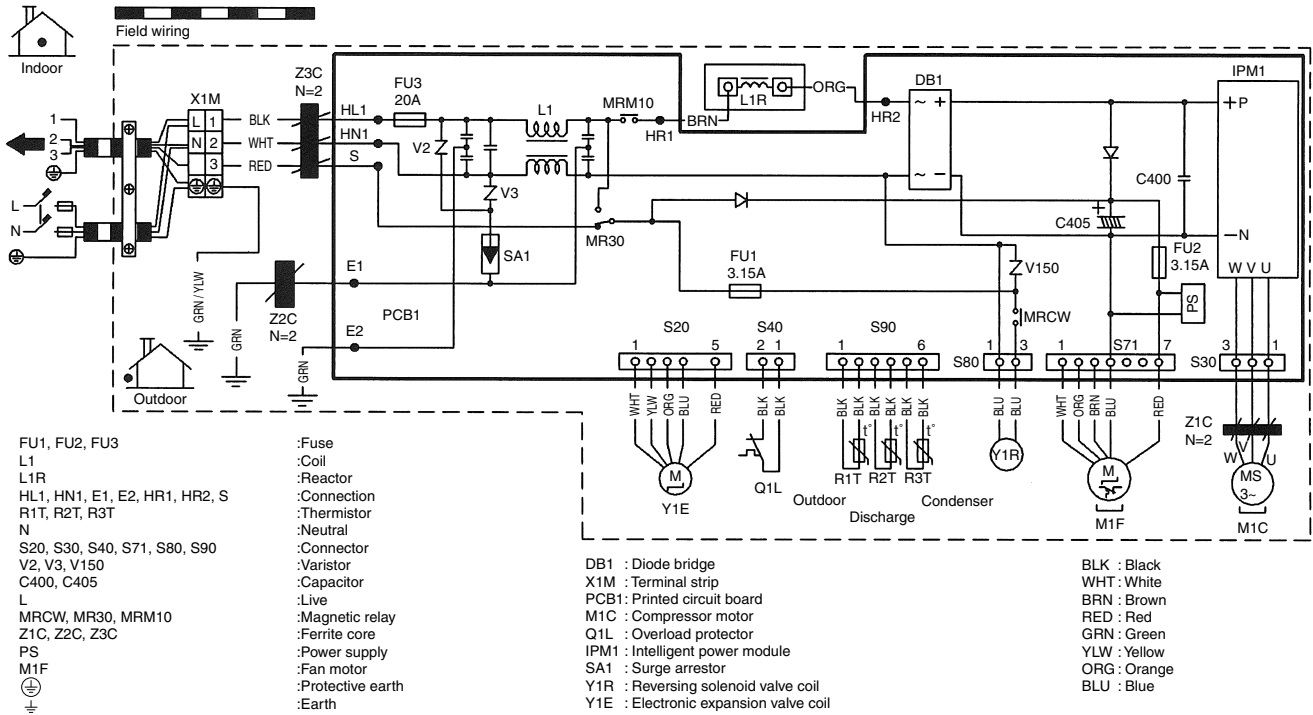 Indoor
Field wiring
1
2
3
L
N
X1M
L 1
N 2
3
BLK
WHT
RED
Z3C
N=2
HL1
HN1
S
FU3
20A
V2
V3
L1
MRM10
HR1
BRN
L1R
ORG
HR2
DB1
~ +
~ −
IPM1
+P
−N
W V U
C400
C405
+
FU2
3.15A
PS
SA1
MR30
FU1
3.15A
V150
MRCW
E1
E2
PCB1
Z2C
N=2
GRN/YLW
GRN
GRN
Outdoor
S20
1 5
S40
2 1
S90
1 6
S80
1 3
S71
1 7
S30
3 1
WHT
YLW
ORG
BLU
RED
BLK
BLK
BLK
BLK
BLK
BLK
BLK
BLK
BLU
BLU
WHT
ORG
BRN
BLU
RED
Z1C
N=2
W
V
U
M
Y1E
Q1L
t°
t°
t°
R1T
R2T
R3T
Outdoor
Discharge
Condenser
Y1R
M
M1F
MS
3~
M1C
FU1, FU2, FU3 :Fuse
L1 :Coil
L1R :Reactor
HL1, HN1, E1, E2, HR1, HR2, S :Connection
R1T, R2T, R3T :Thermistor
N :Neutral
S20, S30, S40, S71, S80, S90 :Connector
V2, V3, V150 :Varistor
C400, C405 :Capacitor
L :Live
MRCW, MR30, MRM10 :Magnetic relay
Z1C, Z2C, Z3C :Ferrite core
PS :Power supply
M1F :Fan motor
:Protective earth
:Earth
DB1 : Diode bridge
X1M : Terminal strip
PCB1: Printed circuit board
M1C : Compressor motor
Q1L : Overload protector
IPM1 : Intelligent power module
SA1 : Surge arrestor
Y1R : Reversing solenoid valve coil
Y1E : Electronic expansion valve coil
BLK : Black
WHT : White
BRN : Brown
RED : Red
GRN : Green
YLW : Yellow
ORG : Orange
BLU : Blue